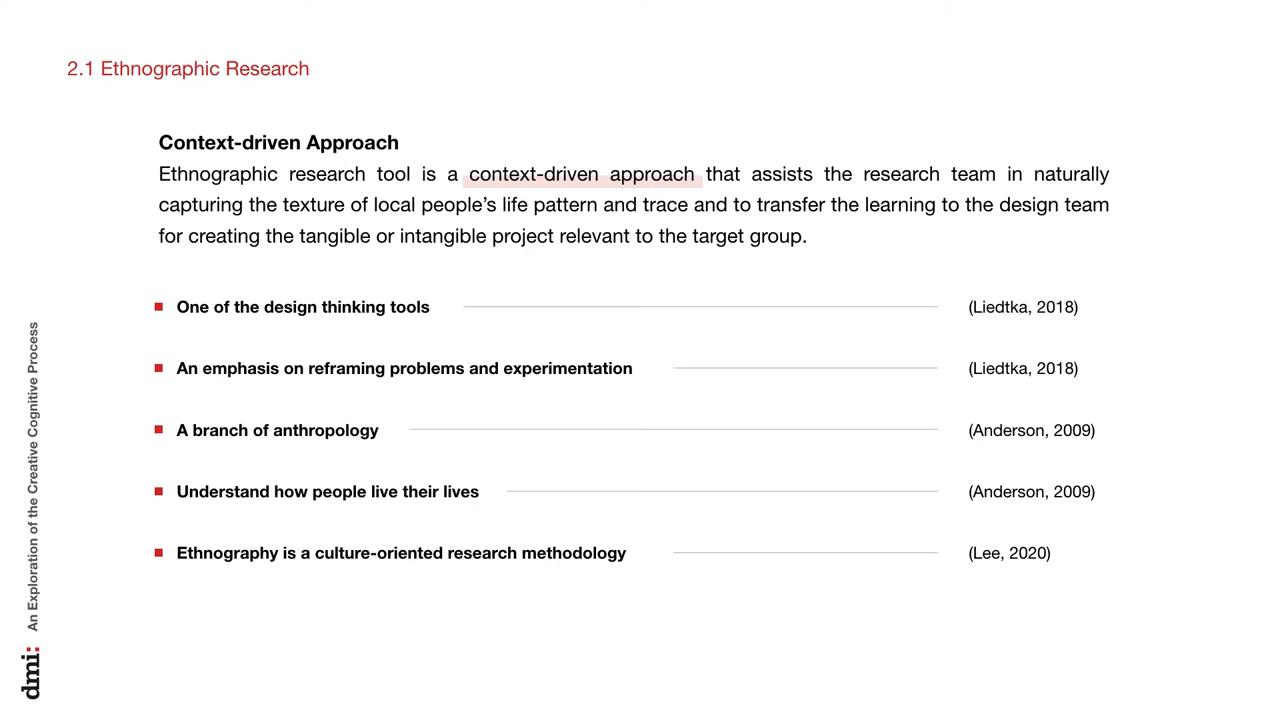 2.1 Ethnographic Research
Context-driven Approach
Ethnographic research tool is a context-driven approach that assists the research team in naturally
capturing the texture of local people’s life pattern and trace and to transfer the learning to the design team
for creating the tangible or intangible project relevant to the target group.
One of the design thinking tools (Liedtka, 2018)
An emphasis on reframing problems and experimentation (Liedtka, 2018)
A branch of anthropology (Anderson, 2009)
Understand how people live their lives (Anderson, 2009)
Ethnography is a culture-oriented research methodology (Lee, 2020)
dmi: An Exploration of the Creative Cognitive Process